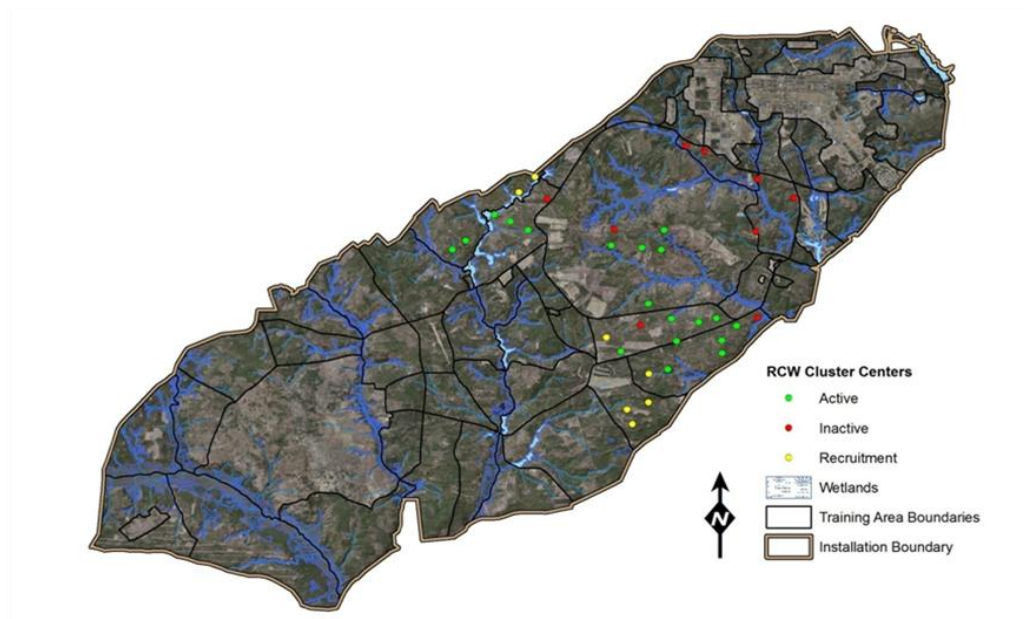 RCW Cluster Centers
Active
Inactive
Recruitment
Wetlands
Training Area Boundaries
Installation Boundary
N